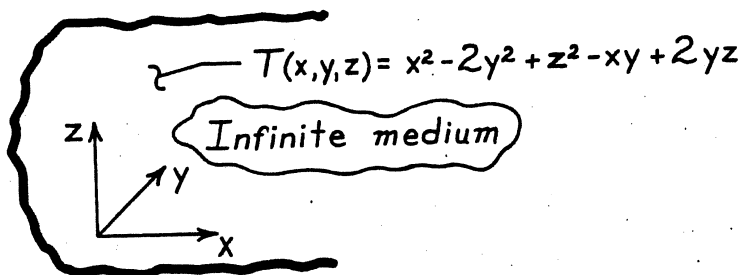 T(x,y,z) = x²-2y²+z²-xy+2yz
Infinite medium
z
y
x